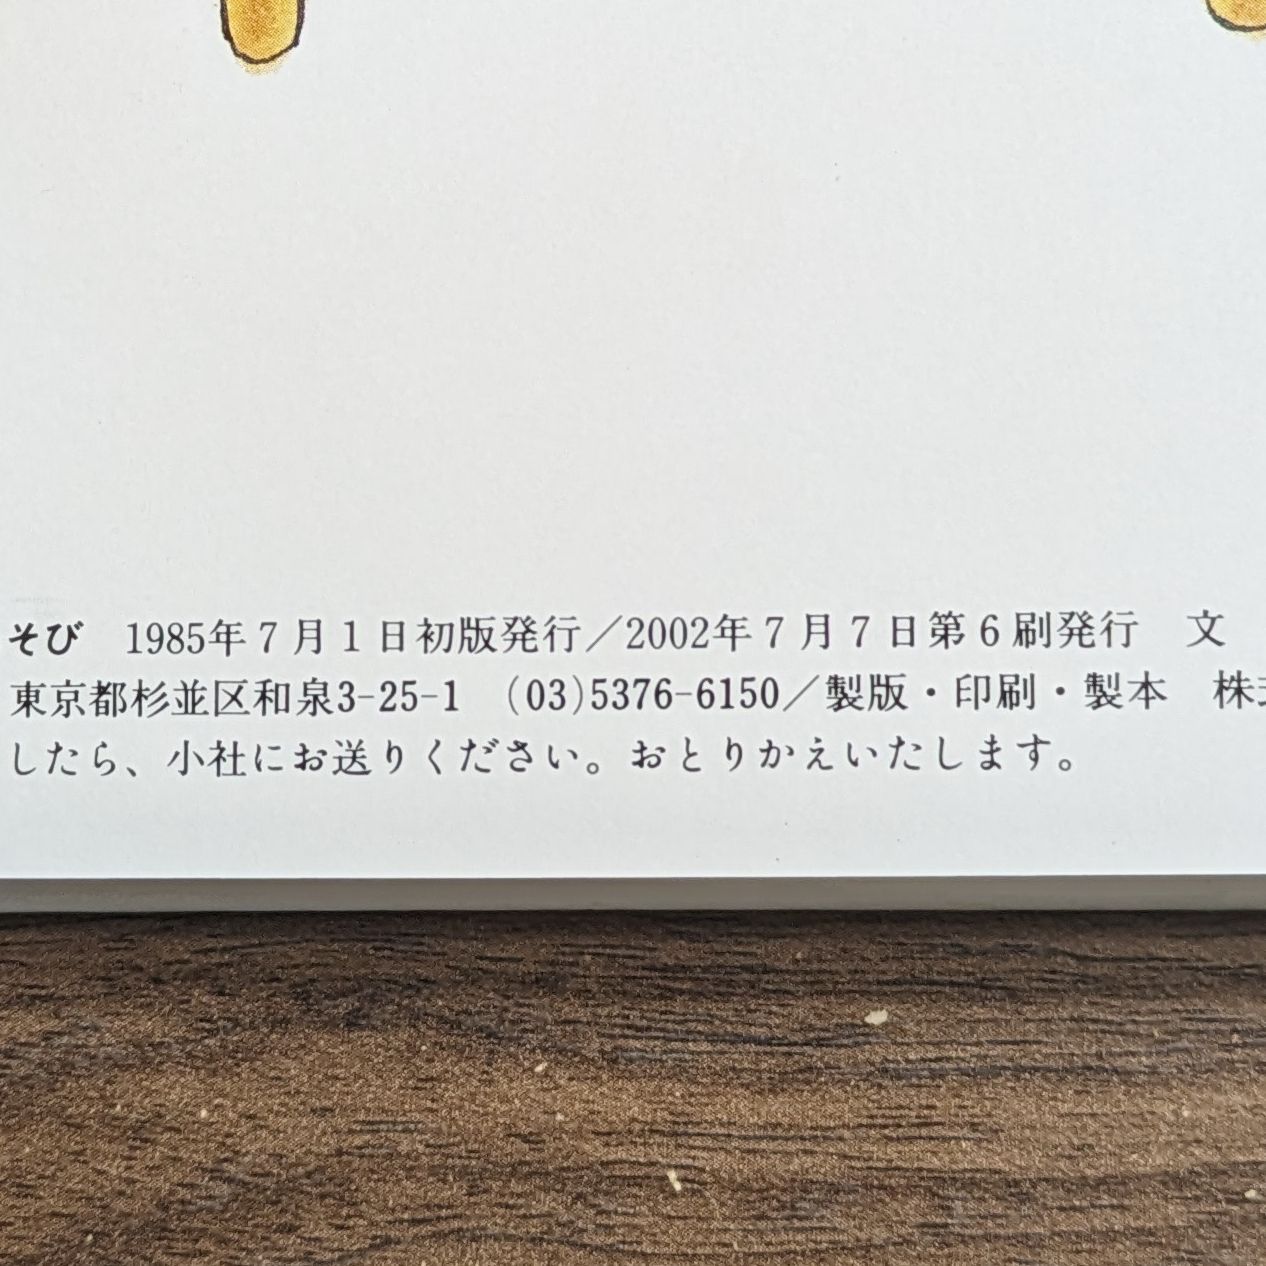 そび　1985年7月1日初版発行／2002年7月7日第6刷発行　文
東京都杉並区和泉3-25-1　(03)5376-6150／製版・印刷・製本　株
したら、小社にお送りください。おとりかえいたします。